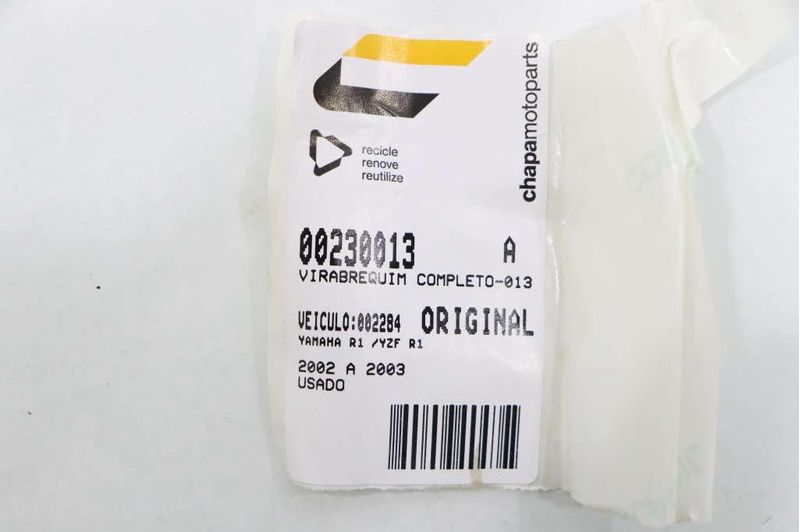 chapamotoparts
recicle
renove
reutilize
00230013 A
VIRABREQUIM COMPLETO-013
VEICULO:002284 ORIGINAL
YAMAHA R1 /YZF R1
2002 A 2003
USADO